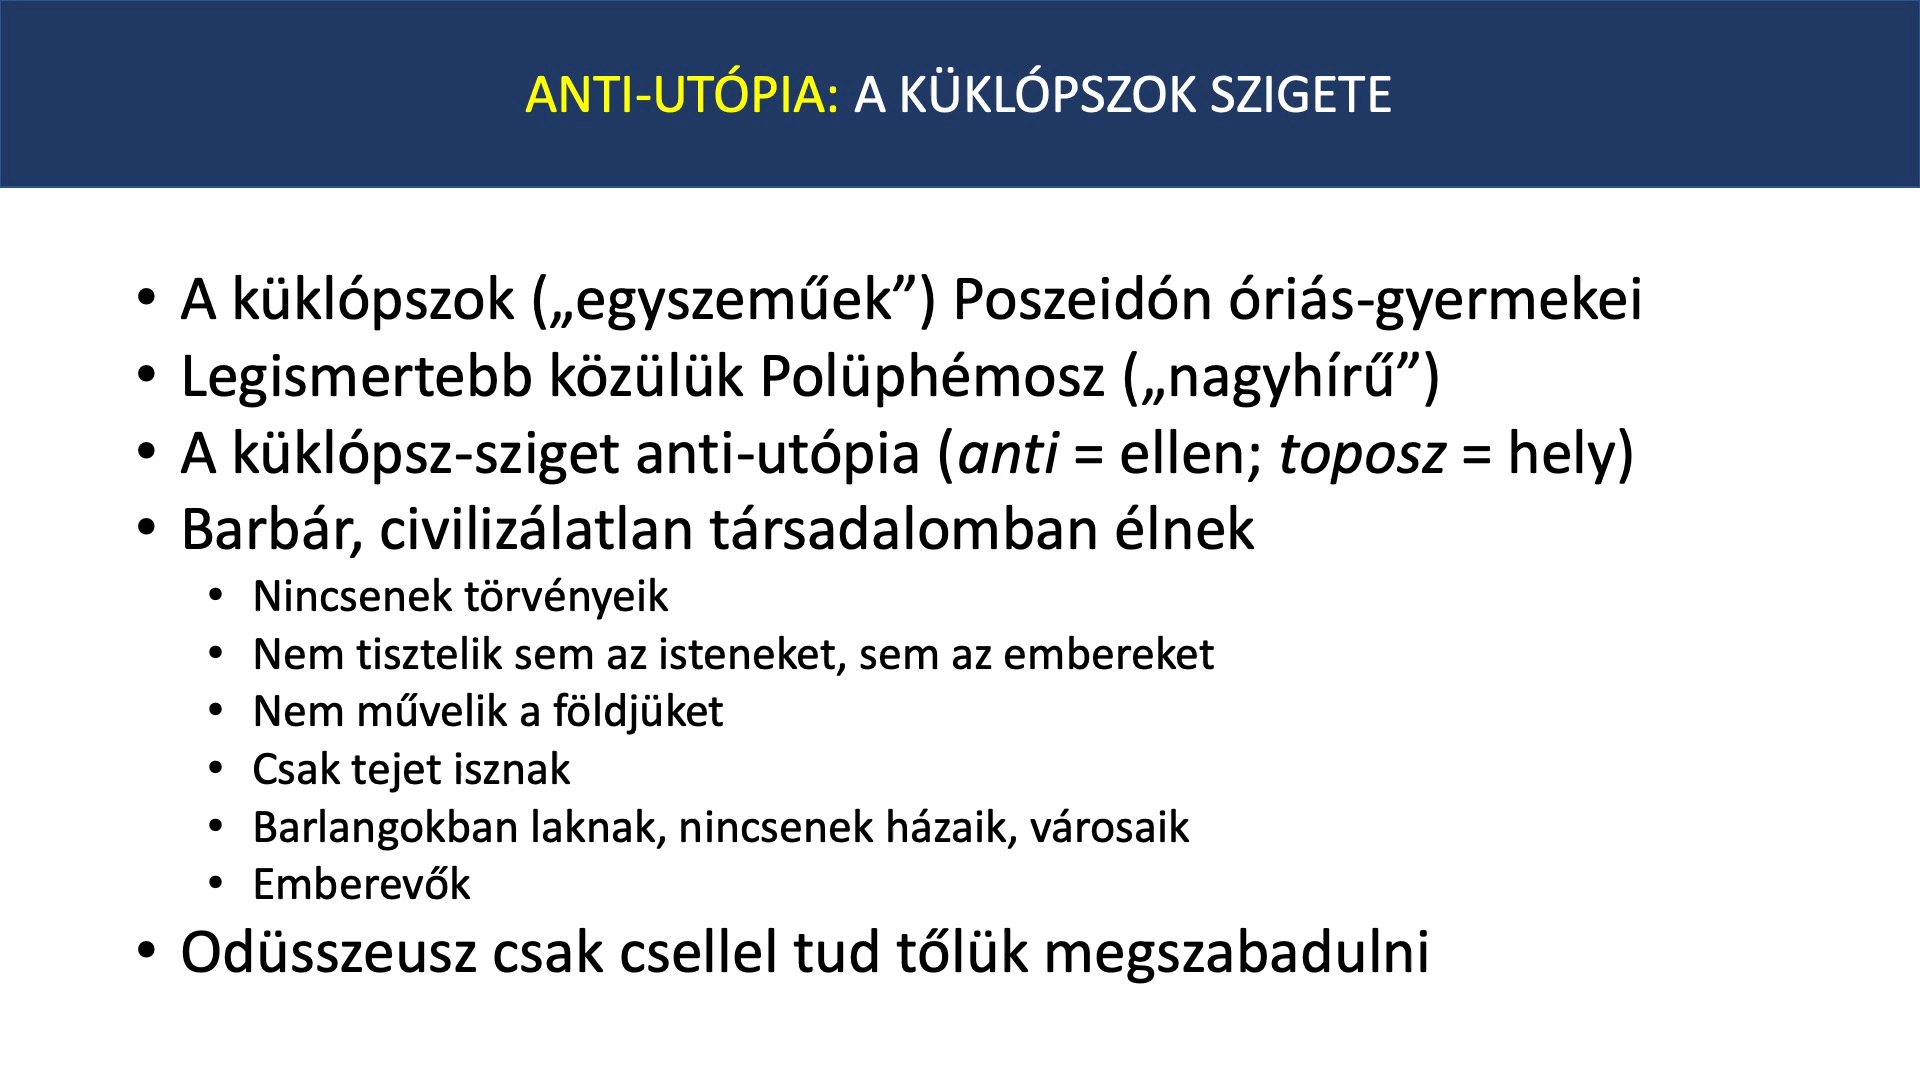 ANTI-UTÓPIA: A KÜKLÓPSZOK SZIGETE
• A küklópszok („egyszeműek”) Poszeidón óriás-gyermekei
• Legismertebb közülük Polüphémosz („nagyhírű”)
• A küklópsz-sziget anti-utópia (anti = ellen; toposz = hely)
• Barbár, civilizálatlan társadalomban élnek
• Nincsenek törvényeik
• Nem tisztelik sem az isteneket, sem az embereket
• Nem művelik a földjüket
• Csak tejet isznak
• Barlangokban laknak, nincsenek házaik, városaik
• Emberevők
• Odüsszeusz csak csellel tud tőlük megszabadulni